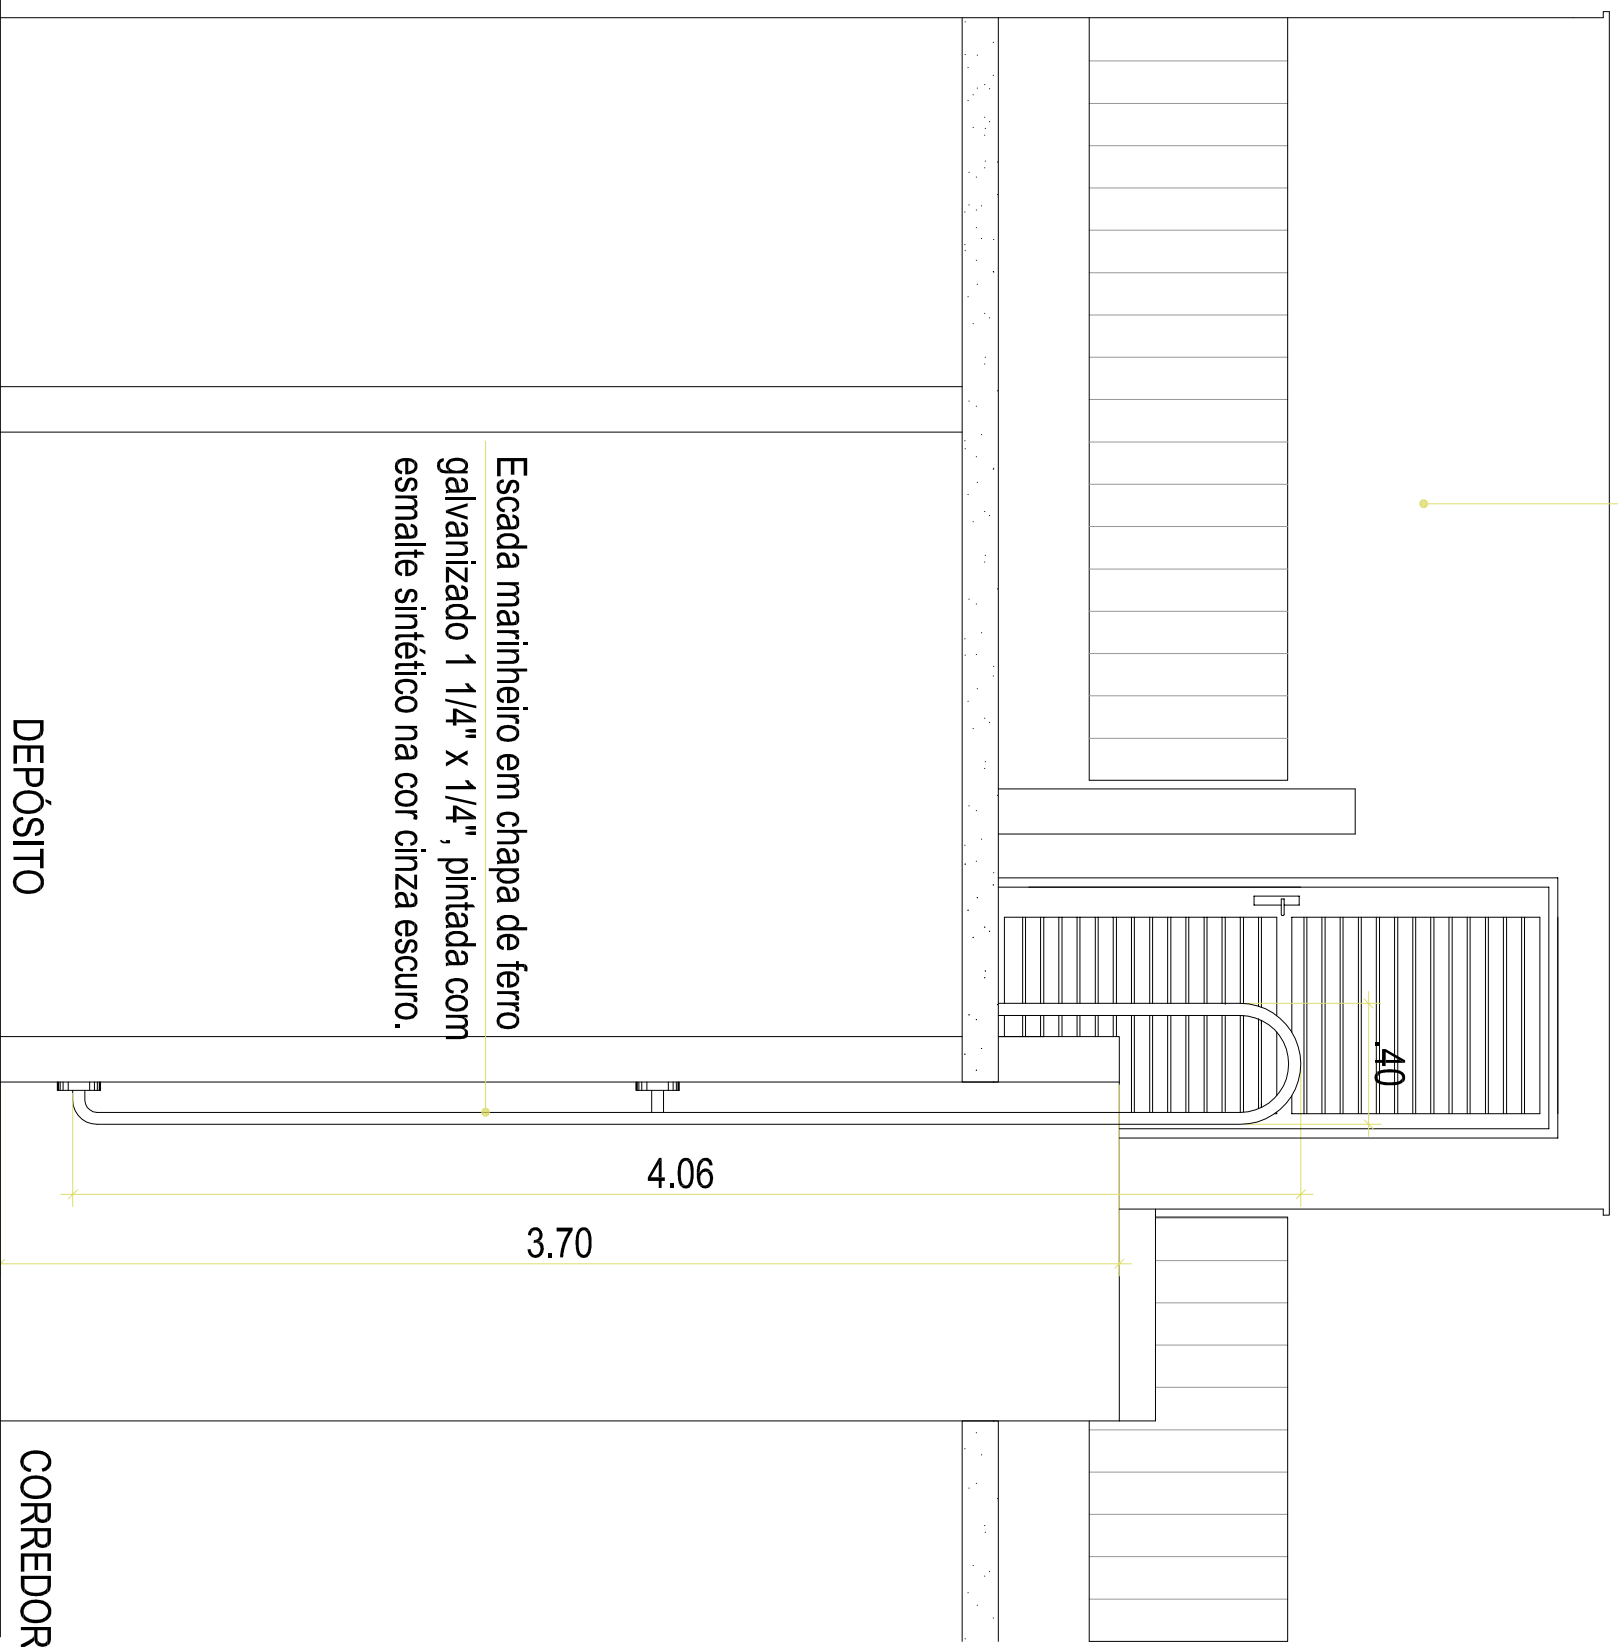 Escada marinheiro em chapa de ferro
galvanizado 1 1/4" x 1/4", pintada com
esmalte sintético na cor cinza escuro.
.40
4.06
3.70
DEPÓSITO
CORREDOR